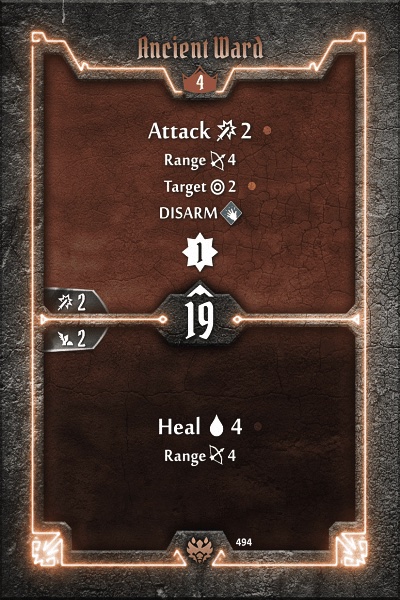 Ancient Ward
4
Attack 2
Range 4
Target 2
DISARM
1
2
19
2
Heal 4
Range 4
494